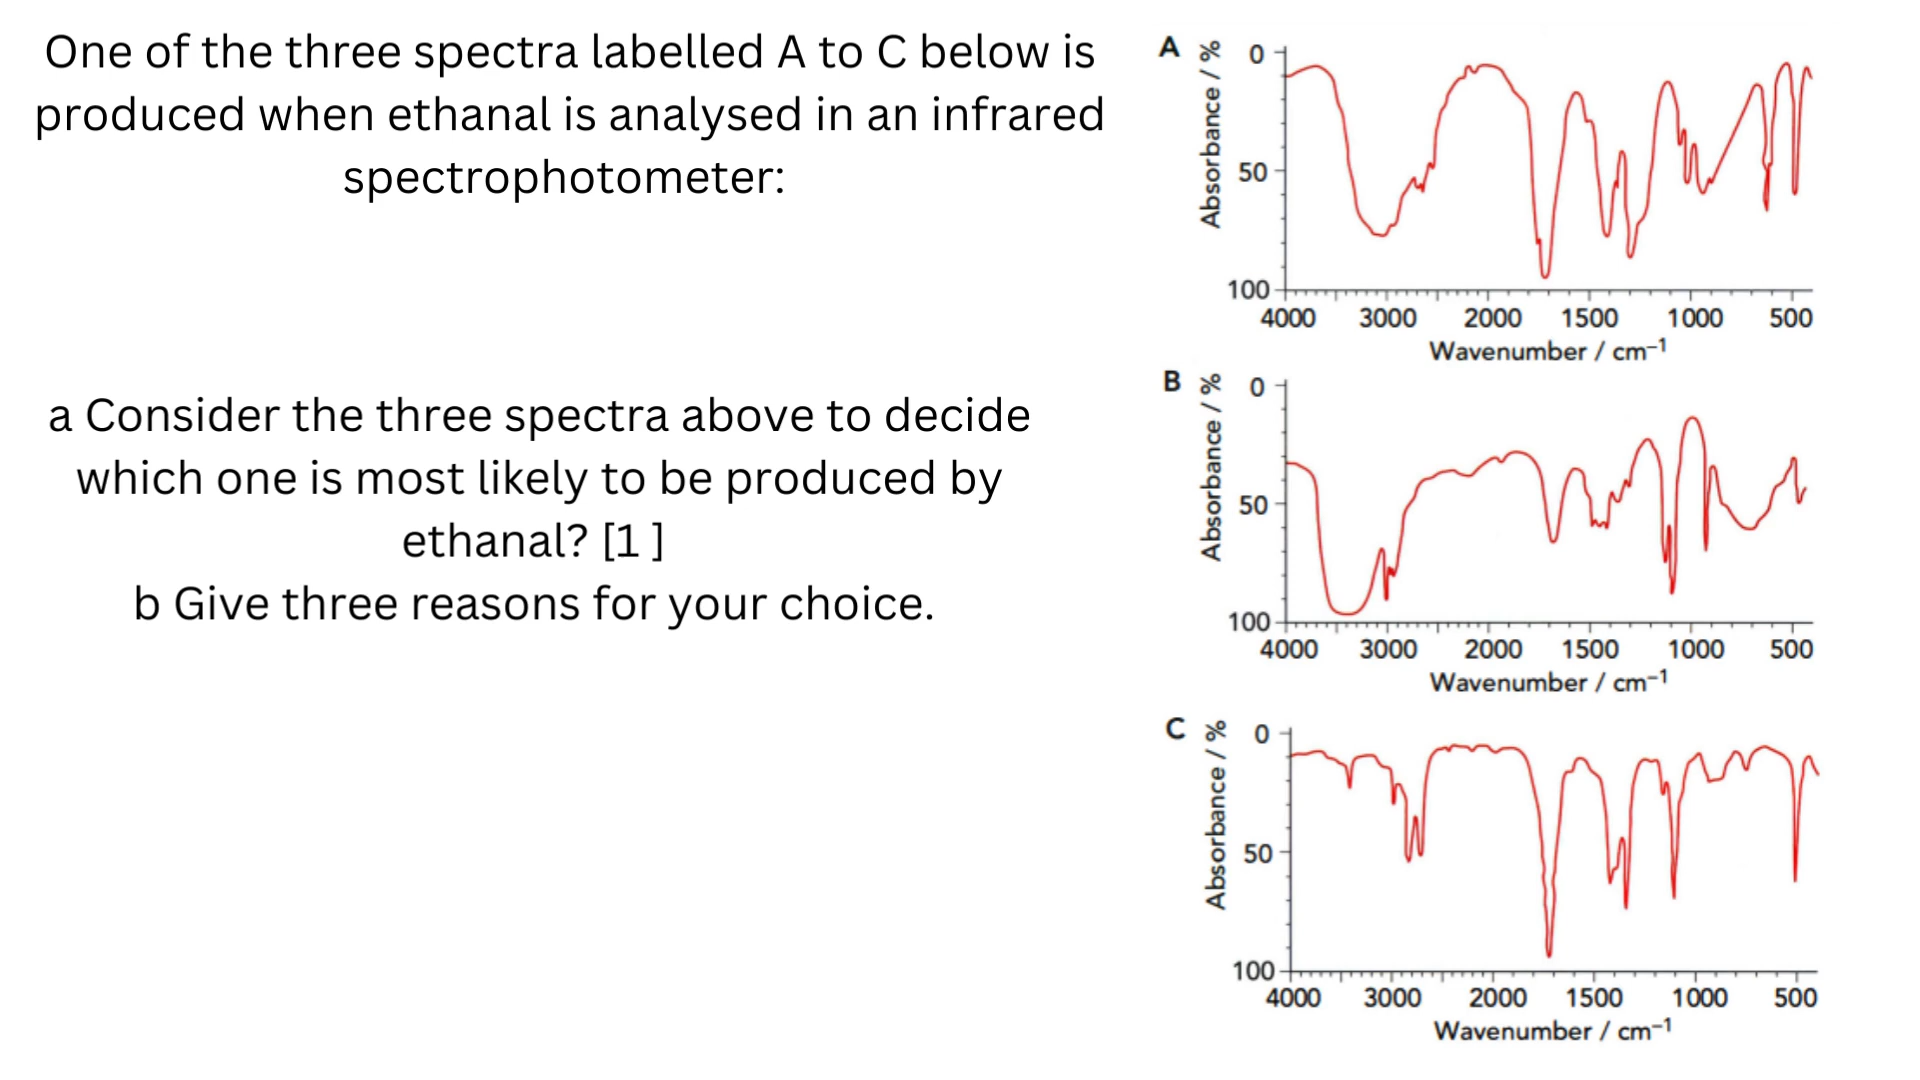 One of the three spectra labelled A to C below is
produced when ethanal is analysed in an infrared
spectrophotometer:
a Consider the three spectra above to decide
which one is most likely to be produced by
ethanal? [1 ]
b Give three reasons for your choice.
A
Absorbance / %
0
50
100
4000 3000 2000 1500 1000 500
Wavenumber / cm⁻¹
B
Absorbance / %
0
50
100
4000 3000 2000 1500 1000 500
Wavenumber / cm⁻¹
C
Absorbance / %
0
50
100
4000 3000 2000 1500 1000 500
Wavenumber / cm⁻¹